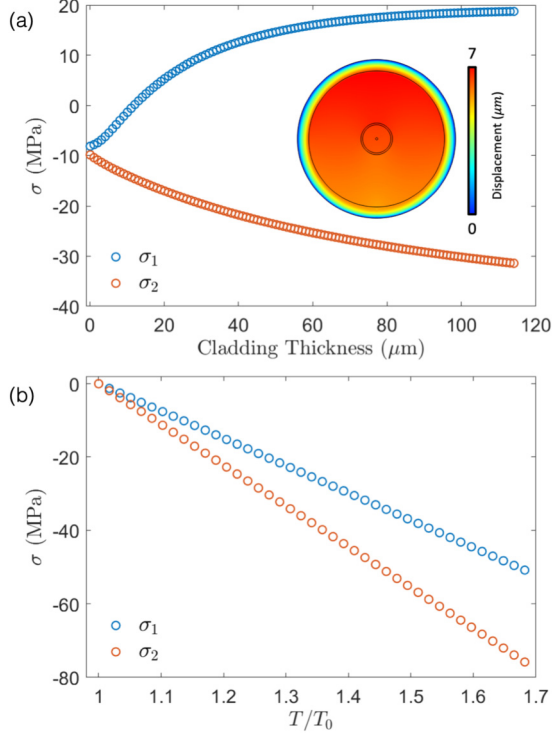 (a)
20
10
0
-10
-20
-30
-40
σ (MPa)
σ₁
σ₂
7
Displacement (μm)
0
0 20 40 60 80 100 120
Cladding Thickness (μm)
(b)
0
-20
-40
-60
-80
σ (MPa)
σ₁
σ₂
1 1.1 1.2 1.3 1.4 1.5 1.6 1.7
T/T₀